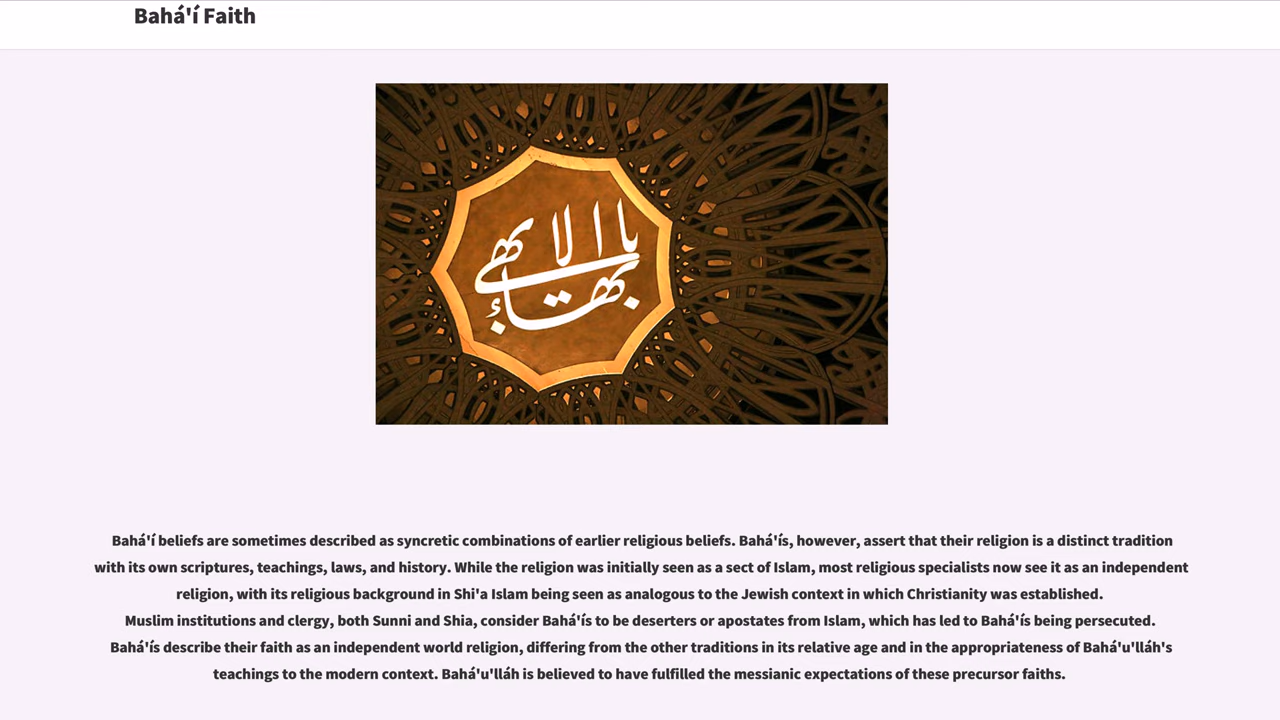 Bahá'í Faith
يا بهاء الابهى
Bahá'í beliefs are sometimes described as syncretic combinations of earlier religious beliefs. Bahá'ís, however, assert that their religion is a distinct tradition
with its own scriptures, teachings, laws, and history. While the religion was initially seen as a sect of Islam, most religious specialists now see it as an independent
religion, with its religious background in Shi'a Islam being seen as analogous to the Jewish context in which Christianity was established.
Muslim institutions and clergy, both Sunni and Shia, consider Bahá'ís to be deserters or apostates from Islam, which has led to Bahá'ís being persecuted.
Bahá'ís describe their faith as an independent world religion, differing from the other traditions in its relative age and in the appropriateness of Bahá'u'lláh's
teachings to the modern context. Bahá'u'lláh is believed to have fulfilled the messianic expectations of these precursor faiths.